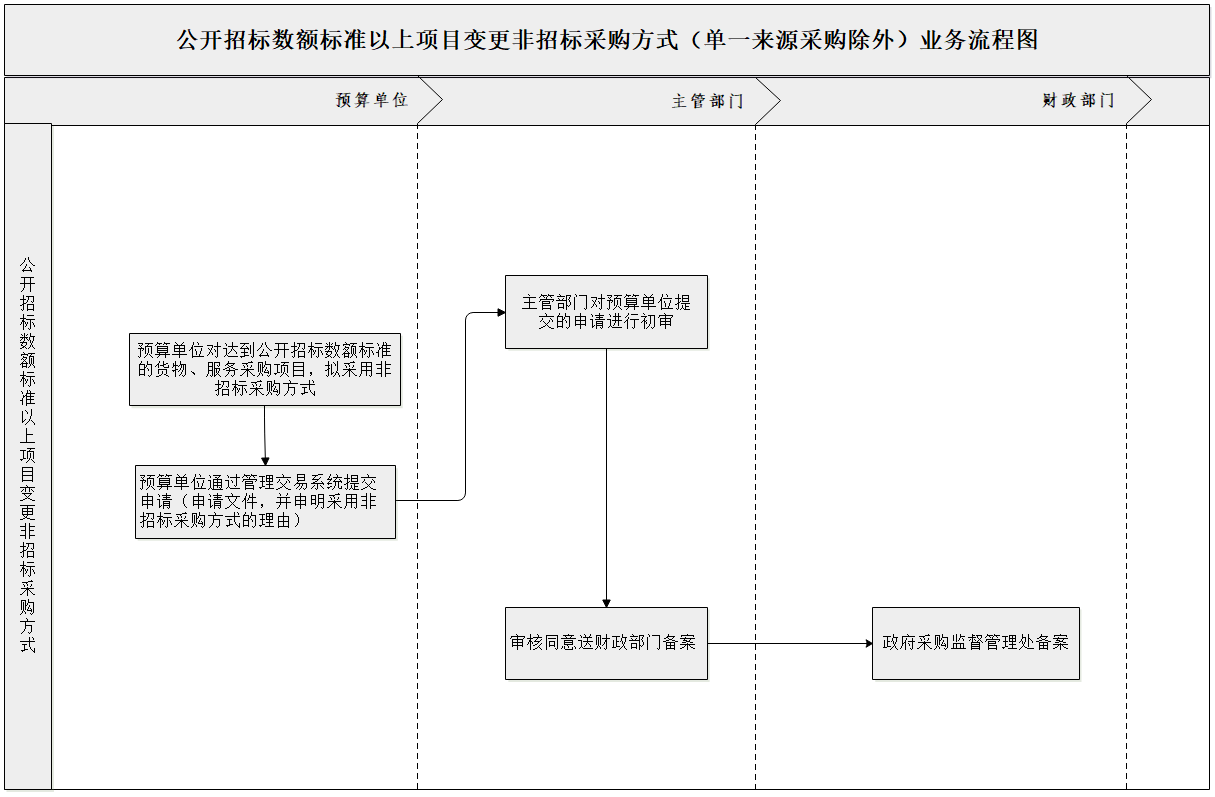 公开招标数额标准以上项目变更非招标采购方式（单一来源采购除外）业务流程图
预算单位
主管部门
财政部门
公开招标数额标准以上项目变更非招标采购方式
主管部门对预算单位提
交的申请进行初审
预算单位对达到公开招标数额标准
的货物、服务采购项目，拟采用非
招标采购方式
预算单位通过管理交易系统提交
申请（申请文件，并申明采用非
招标采购方式的理由）
审核同意送财政部门备案
政府采购监督管理处备案